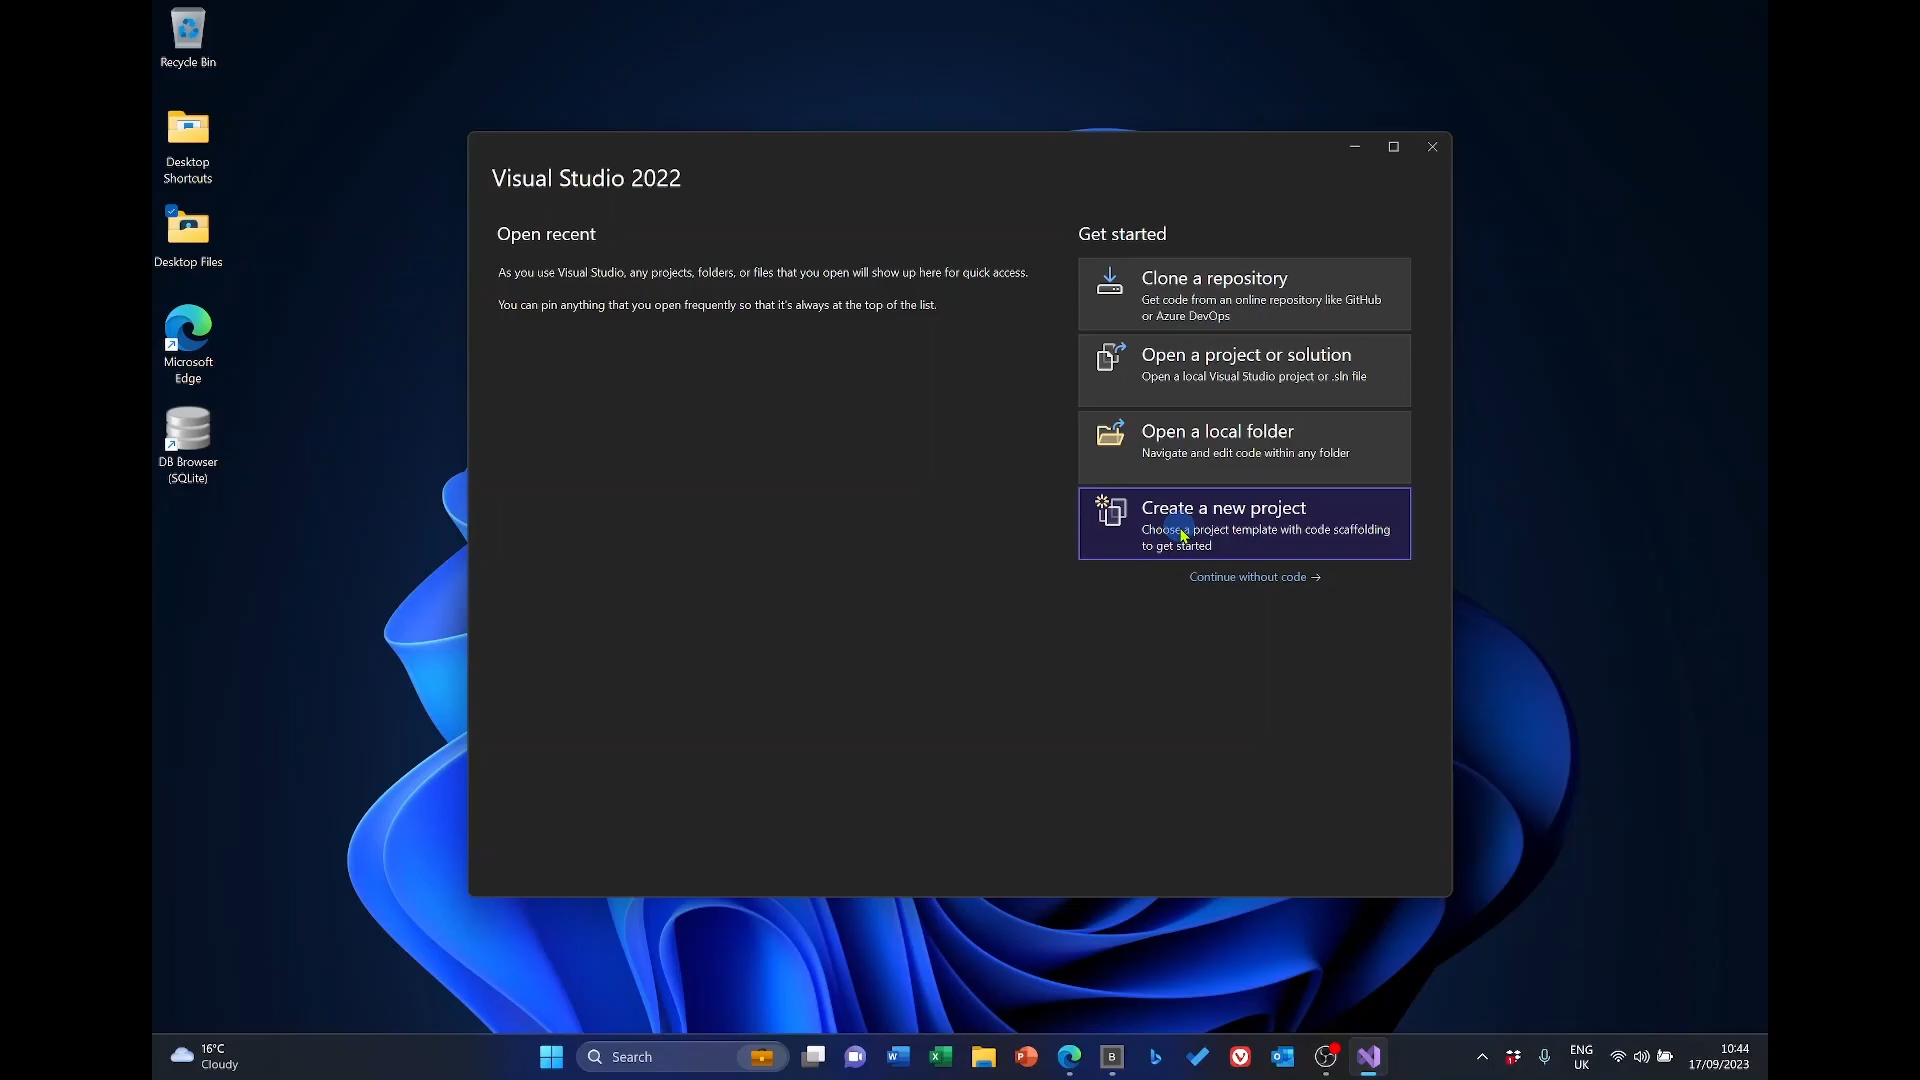 Recycle Bin
Desktop
Shortcuts
Desktop Files
Microsoft
Edge
DB Browser
(SQLite)
Visual Studio 2022
Open recent
As you use Visual Studio, any projects, folders, or files that you open will show up here for quick access.
You can pin anything that you open frequently so that it's always at the top of the list.
Get started
Clone a repository
Get code from an online repository like GitHub
or Azure DevOps
Open a project or solution
Open a local Visual Studio project or .sln file
Open a local folder
Navigate and edit code within any folder
Create a new project
Choose a project template with code scaffolding
to get started
Continue without code →
16°C
Cloudy
Search
ENG
UK
10:44
17/09/2023